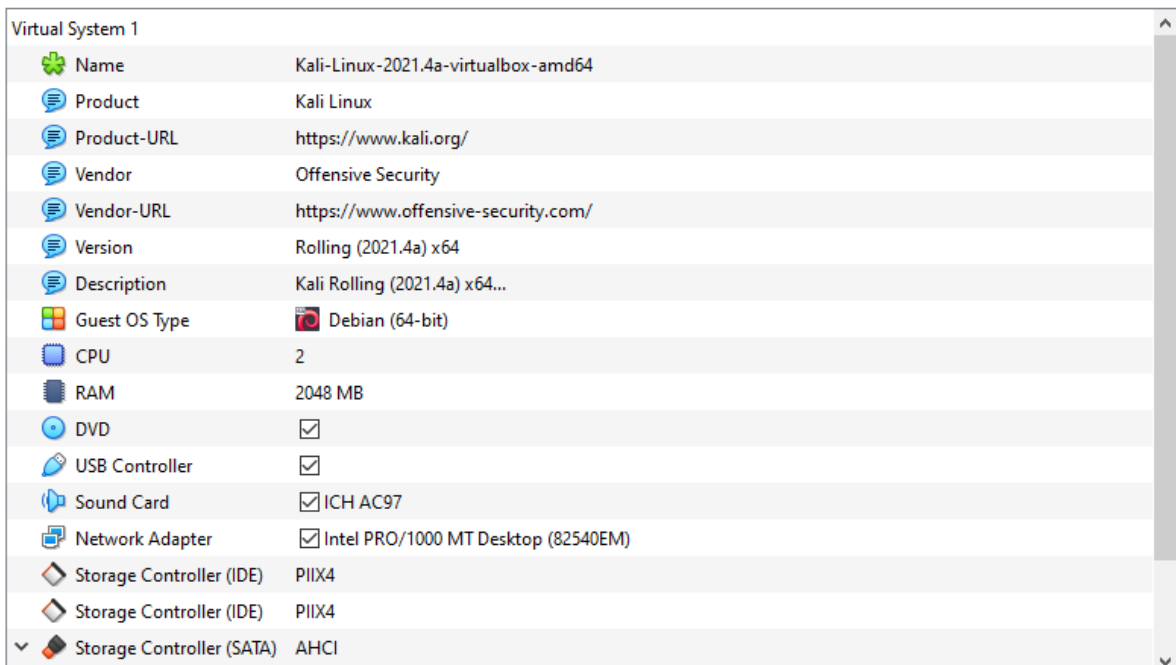 Virtual System 1
Name Kali-Linux-2021.4a-virtualbox-amd64
Product Kali Linux
Product-URL https://www.kali.org/
Vendor Offensive Security
Vendor-URL https://www.offensive-security.com/
Version Rolling (2021.4a) x64
Description Kali Rolling (2021.4a) x64...
Guest OS Type Debian (64-bit)
CPU 2
RAM 2048 MB
DVD
USB Controller
Sound Card ICH AC97
Network Adapter Intel PRO/1000 MT Desktop (82540EM)
Storage Controller (IDE) PIIX4
Storage Controller (IDE) PIIX4
Storage Controller (SATA) AHCI